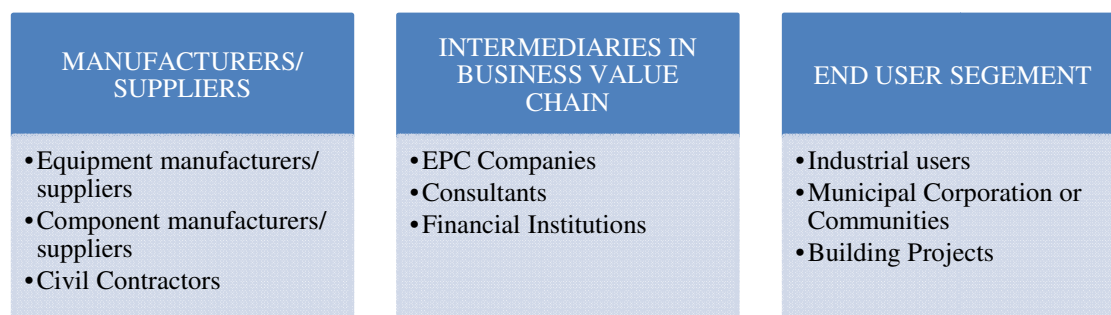 MANUFACTURERS/
SUPPLIERS
•Equipment manufacturers/
suppliers
•Component manufacturers/
suppliers
•Civil Contractors
INTERMEDIARIES IN
BUSINESS VALUE
CHAIN
•EPC Companies
•Consultants
•Financial Institutions
END USER SEGEMENT
•Industrial users
•Municipal Corporation or
Communities
•Building Projects